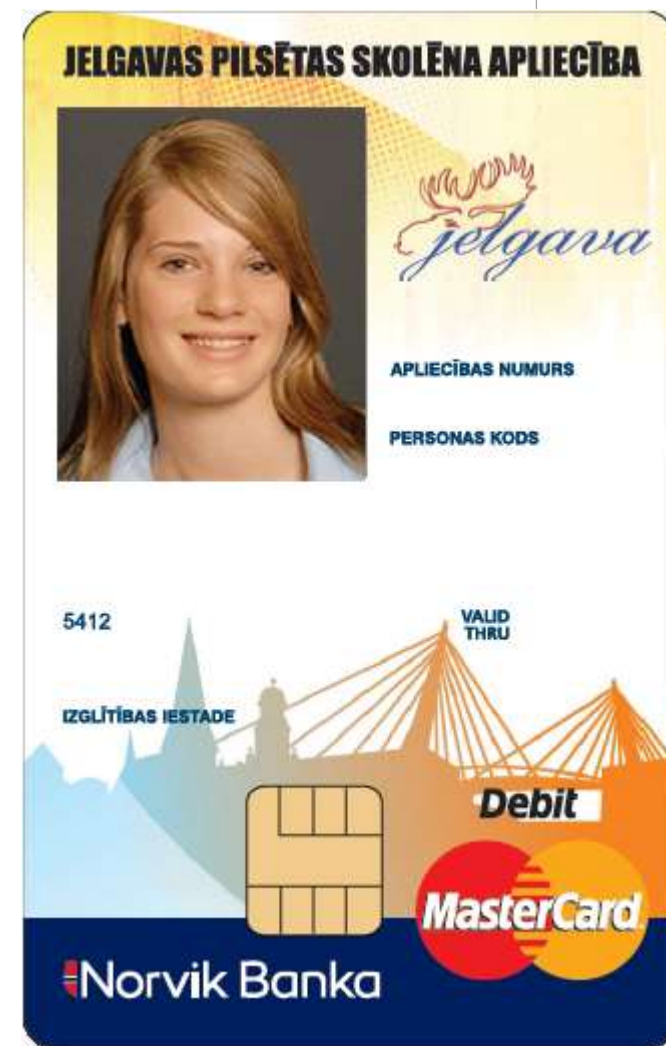 JELGAVAS PILSĒTAS SKOLĒNA APLIECĪBA
jelgava
APLIECĪBAS NUMURS
PERSONAS KODS
5412
VALID
THRU
IZGLĪTĪBAS IESTADE
Debit
MasterCard
Norvik Banka